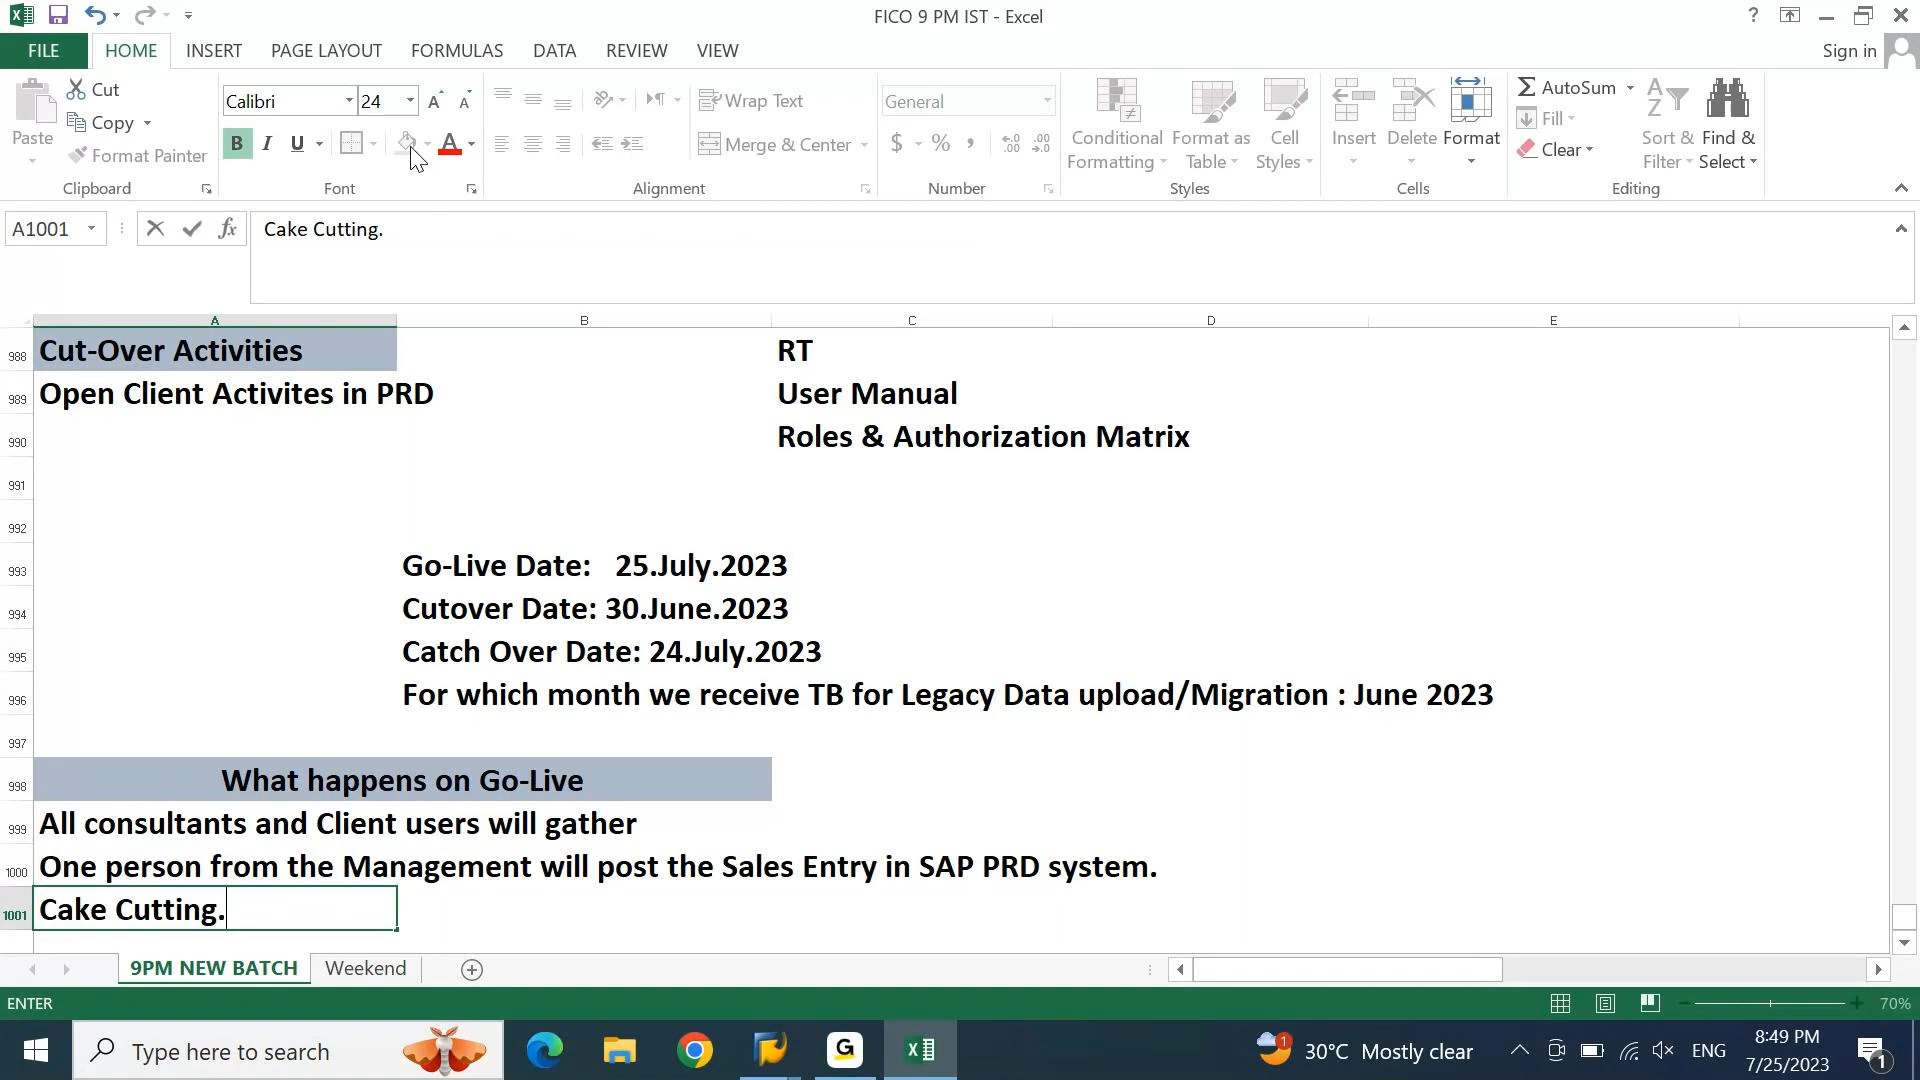 FICO 9 PM IST - Excel
FILE HOME INSERT PAGE LAYOUT FORMULAS DATA REVIEW VIEW Sign in
Cut
Copy
Format Painter
Paste
Clipboard
Calibri 24
B I U
Font
Wrap Text
Merge & Center
Alignment
General
$ % ,
Number
Conditional Formatting
Format as Table
Cell Styles
Styles
Insert Delete Format
Cells
AutoSum
Fill
Clear
Sort & Filter
Find & Select
Editing
A1001 fx Cake Cutting.
A B C D E
988 Cut-Over Activities RT
989 Open Client Activites in PRD User Manual
990 Roles & Authorization Matrix
991
992
993 Go-Live Date: 25.July.2023
994 Cutover Date: 30.June.2023
995 Catch Over Date: 24.July.2023
996 For which month we receive TB for Legacy Data upload/Migration : June 2023
997
998 What happens on Go-Live
999 All consultants and Client users will gather
1000 One person from the Management will post the Sales Entry in SAP PRD system.
1001 Cake Cutting.
9PM NEW BATCH Weekend
ENTER 70%
Type here to search
1 30°C Mostly clear ENG 8:49 PM
7/25/2023 1